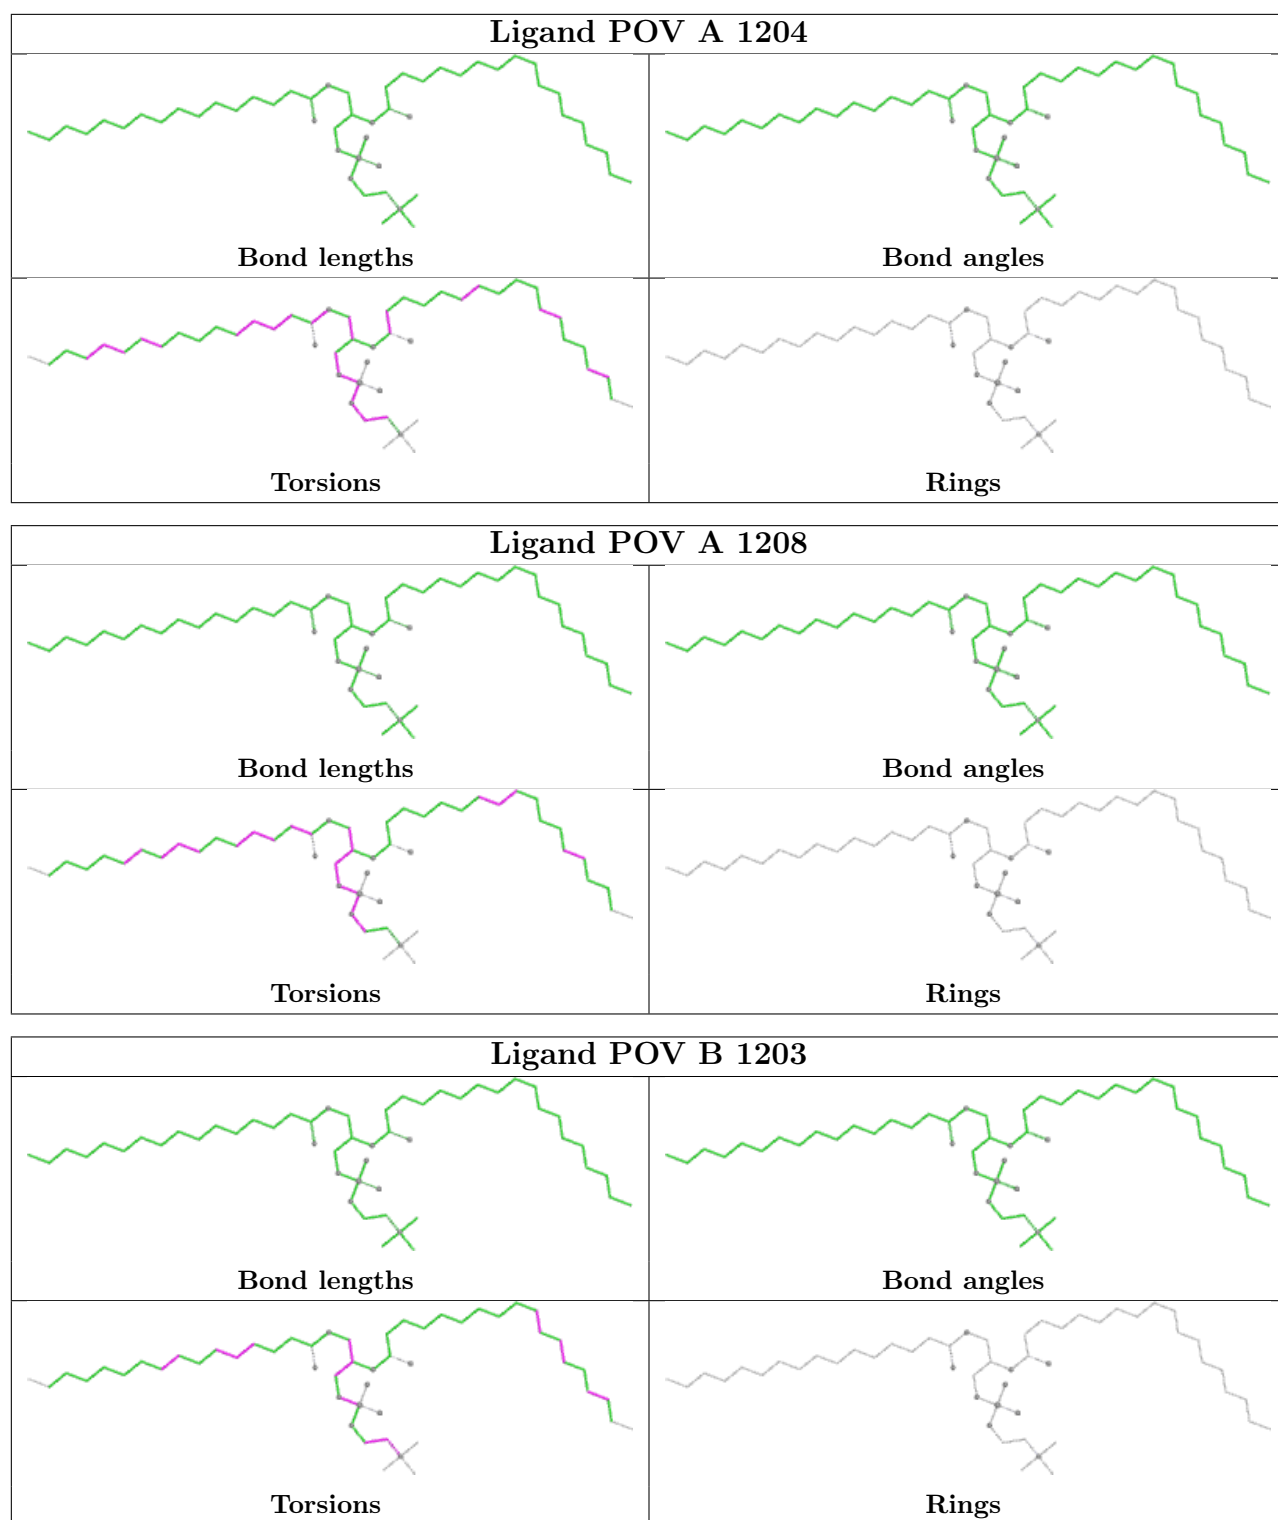 Ligand POV A 1204
Bond lengths
Bond angles
Torsions
Rings
Ligand POV A 1208
Bond lengths
Bond angles
Torsions
Rings
Ligand POV B 1203
Bond lengths
Bond angles
Torsions
Rings